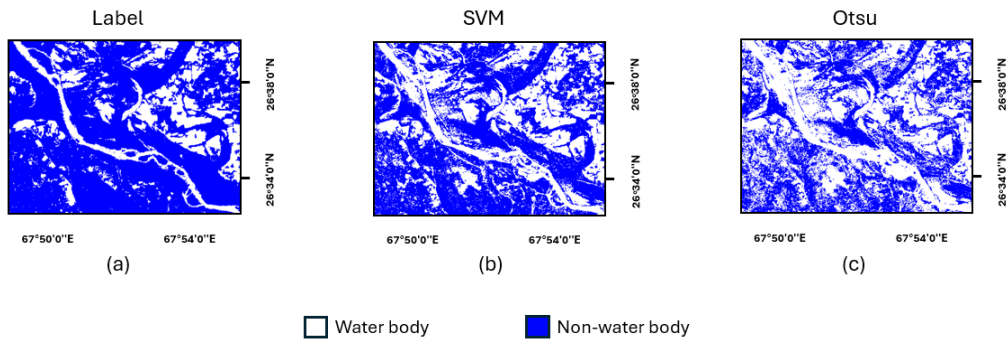 Label
SVM
Otsu
26°38'0''N
26°34'0''N
67°50'0''E
67°54'0''E
(a)
26°38'0''N
26°34'0''N
67°50'0''E
67°54'0''E
(b)
26°38'0''N
26°34'0''N
67°50'0''E
67°54'0''E
(c)
Water body
Non-water body